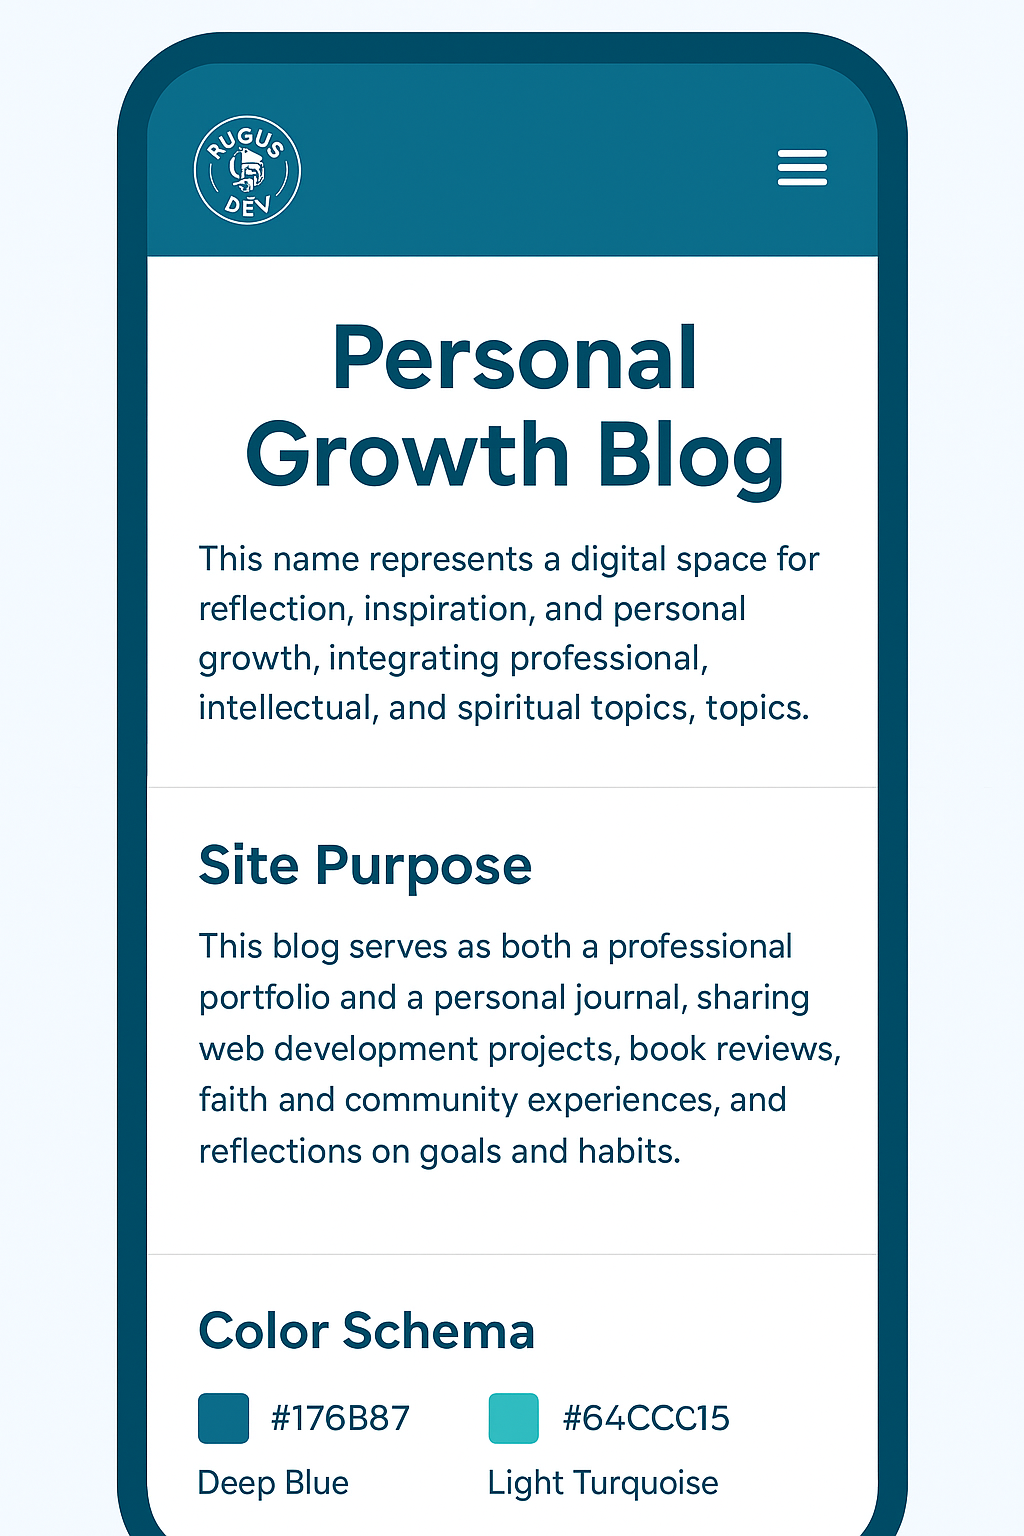 RUGUS
DEV
Personal
Growth Blog
This name represents a digital space for
reflection, inspiration, and personal
growth, integrating professional,
intellectual, and spiritual topics, topics.
Site Purpose
This blog serves as both a professional
portfolio and a personal journal, sharing
web development projects, book reviews,
faith and community experiences, and
reflections on goals and habits.
Color Schema
#176B87 #64CCC15
Deep Blue Light Turquoise